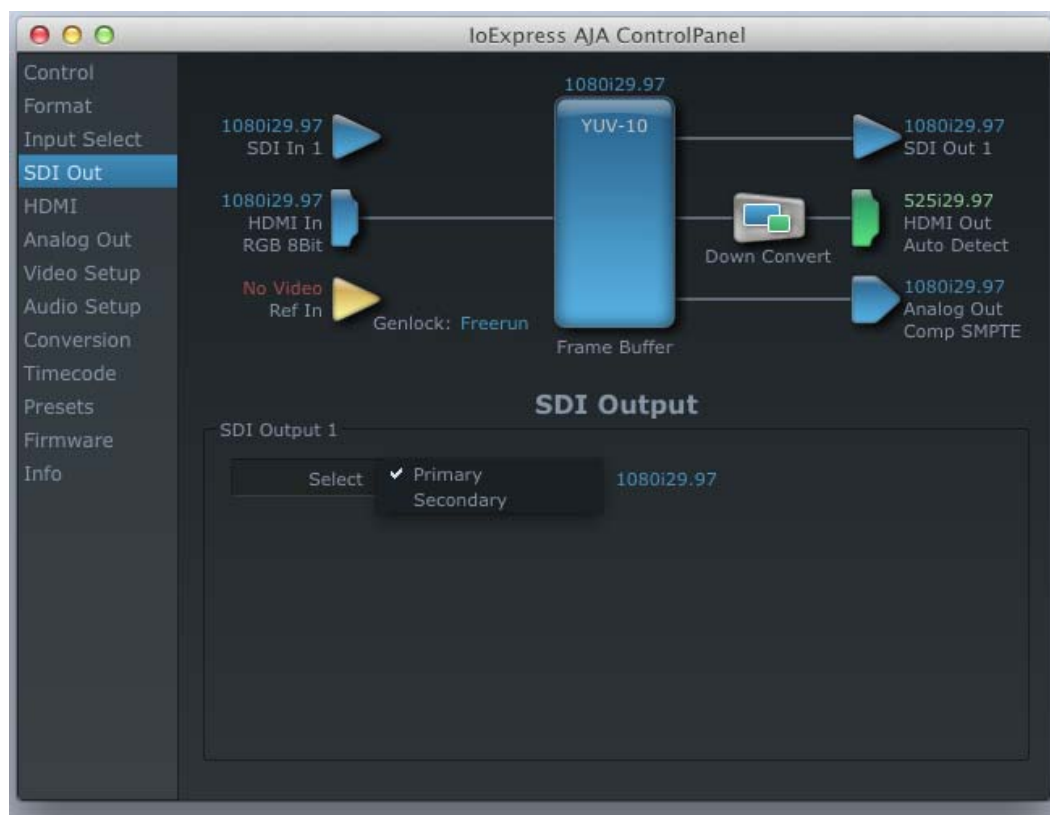 IoExpress AJA ControlPanel
Control
Format
Input Select
SDI Out
HDMI
Analog Out
Video Setup
Audio Setup
Conversion
Timecode
Presets
Firmware
Info
1080i29.97
YUV-10
1080i29.97
SDI In 1
1080i29.97
HDMI In
RGB 8Bit
No Video
Ref In
Genlock: Freerun
Frame Buffer
Down Convert
1080i29.97
SDI Out 1
525i29.97
HDMI Out
Auto Detect
1080i29.97
Analog Out
Comp SMPTE
SDI Output
SDI Output 1
Select
Primary
Secondary
1080i29.97